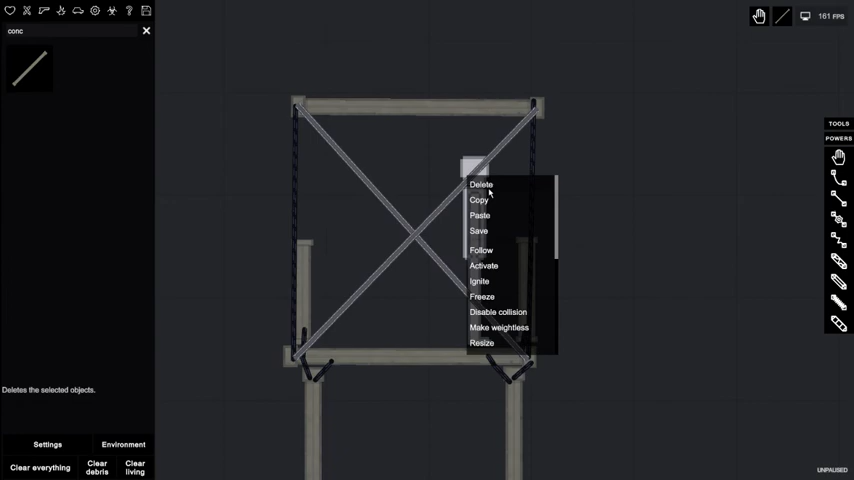 161 FPS
conc
TOOLS
POWERS
Delete
Copy
Paste
Save
Follow
Activate
Ignite
Freeze
Disable collision
Make weightless
Resize
Deletes the selected objects.
Settings
Environment
Clear everything
Clear
debris
Clear
living
UNPAUSED